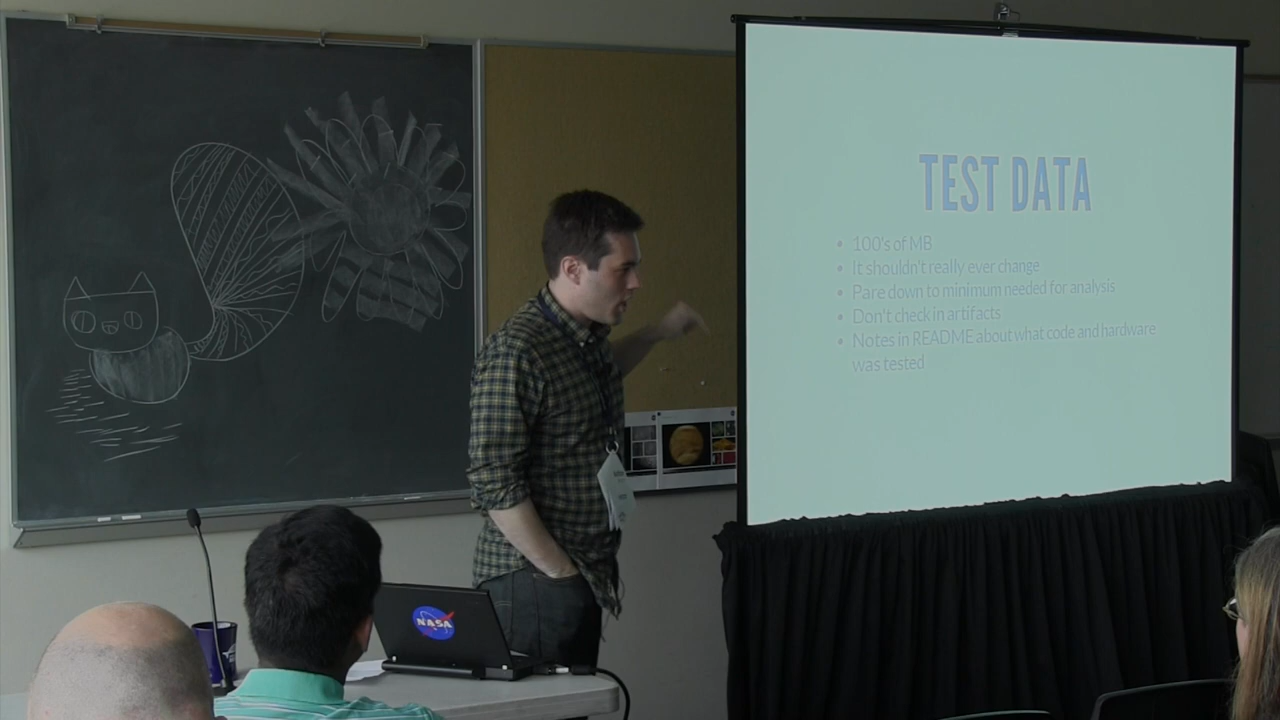 TEST DATA
• 100's of MB
• It shouldn't really ever change
• Pare down to minimum needed for analysis
• Don't check in artifacts
• Notes in README about what code and hardware
was tested
NASA